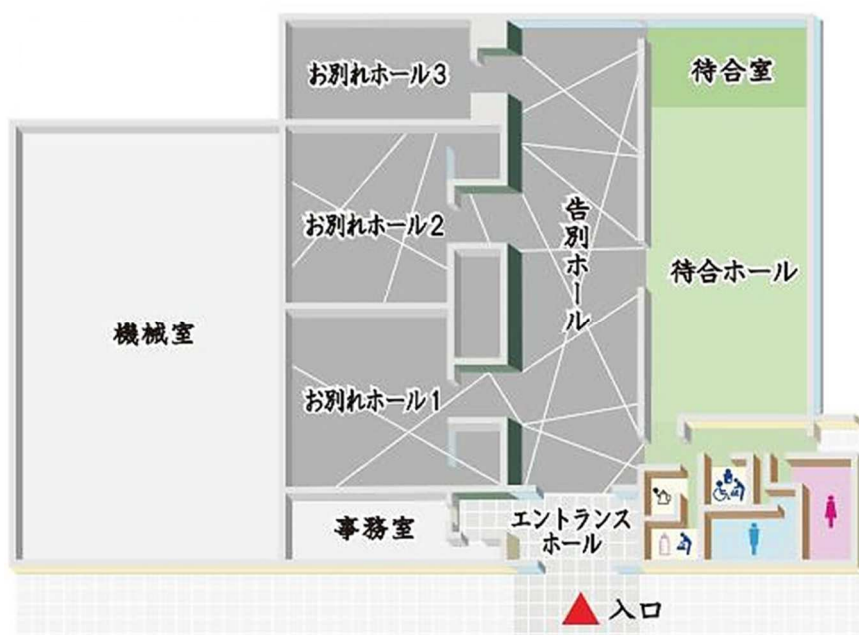 お別れホール3
待合室
お別れホール2
告別ホール
待合ホール
機械室
お別れホール1
事務室
エントランス
ホール
入口